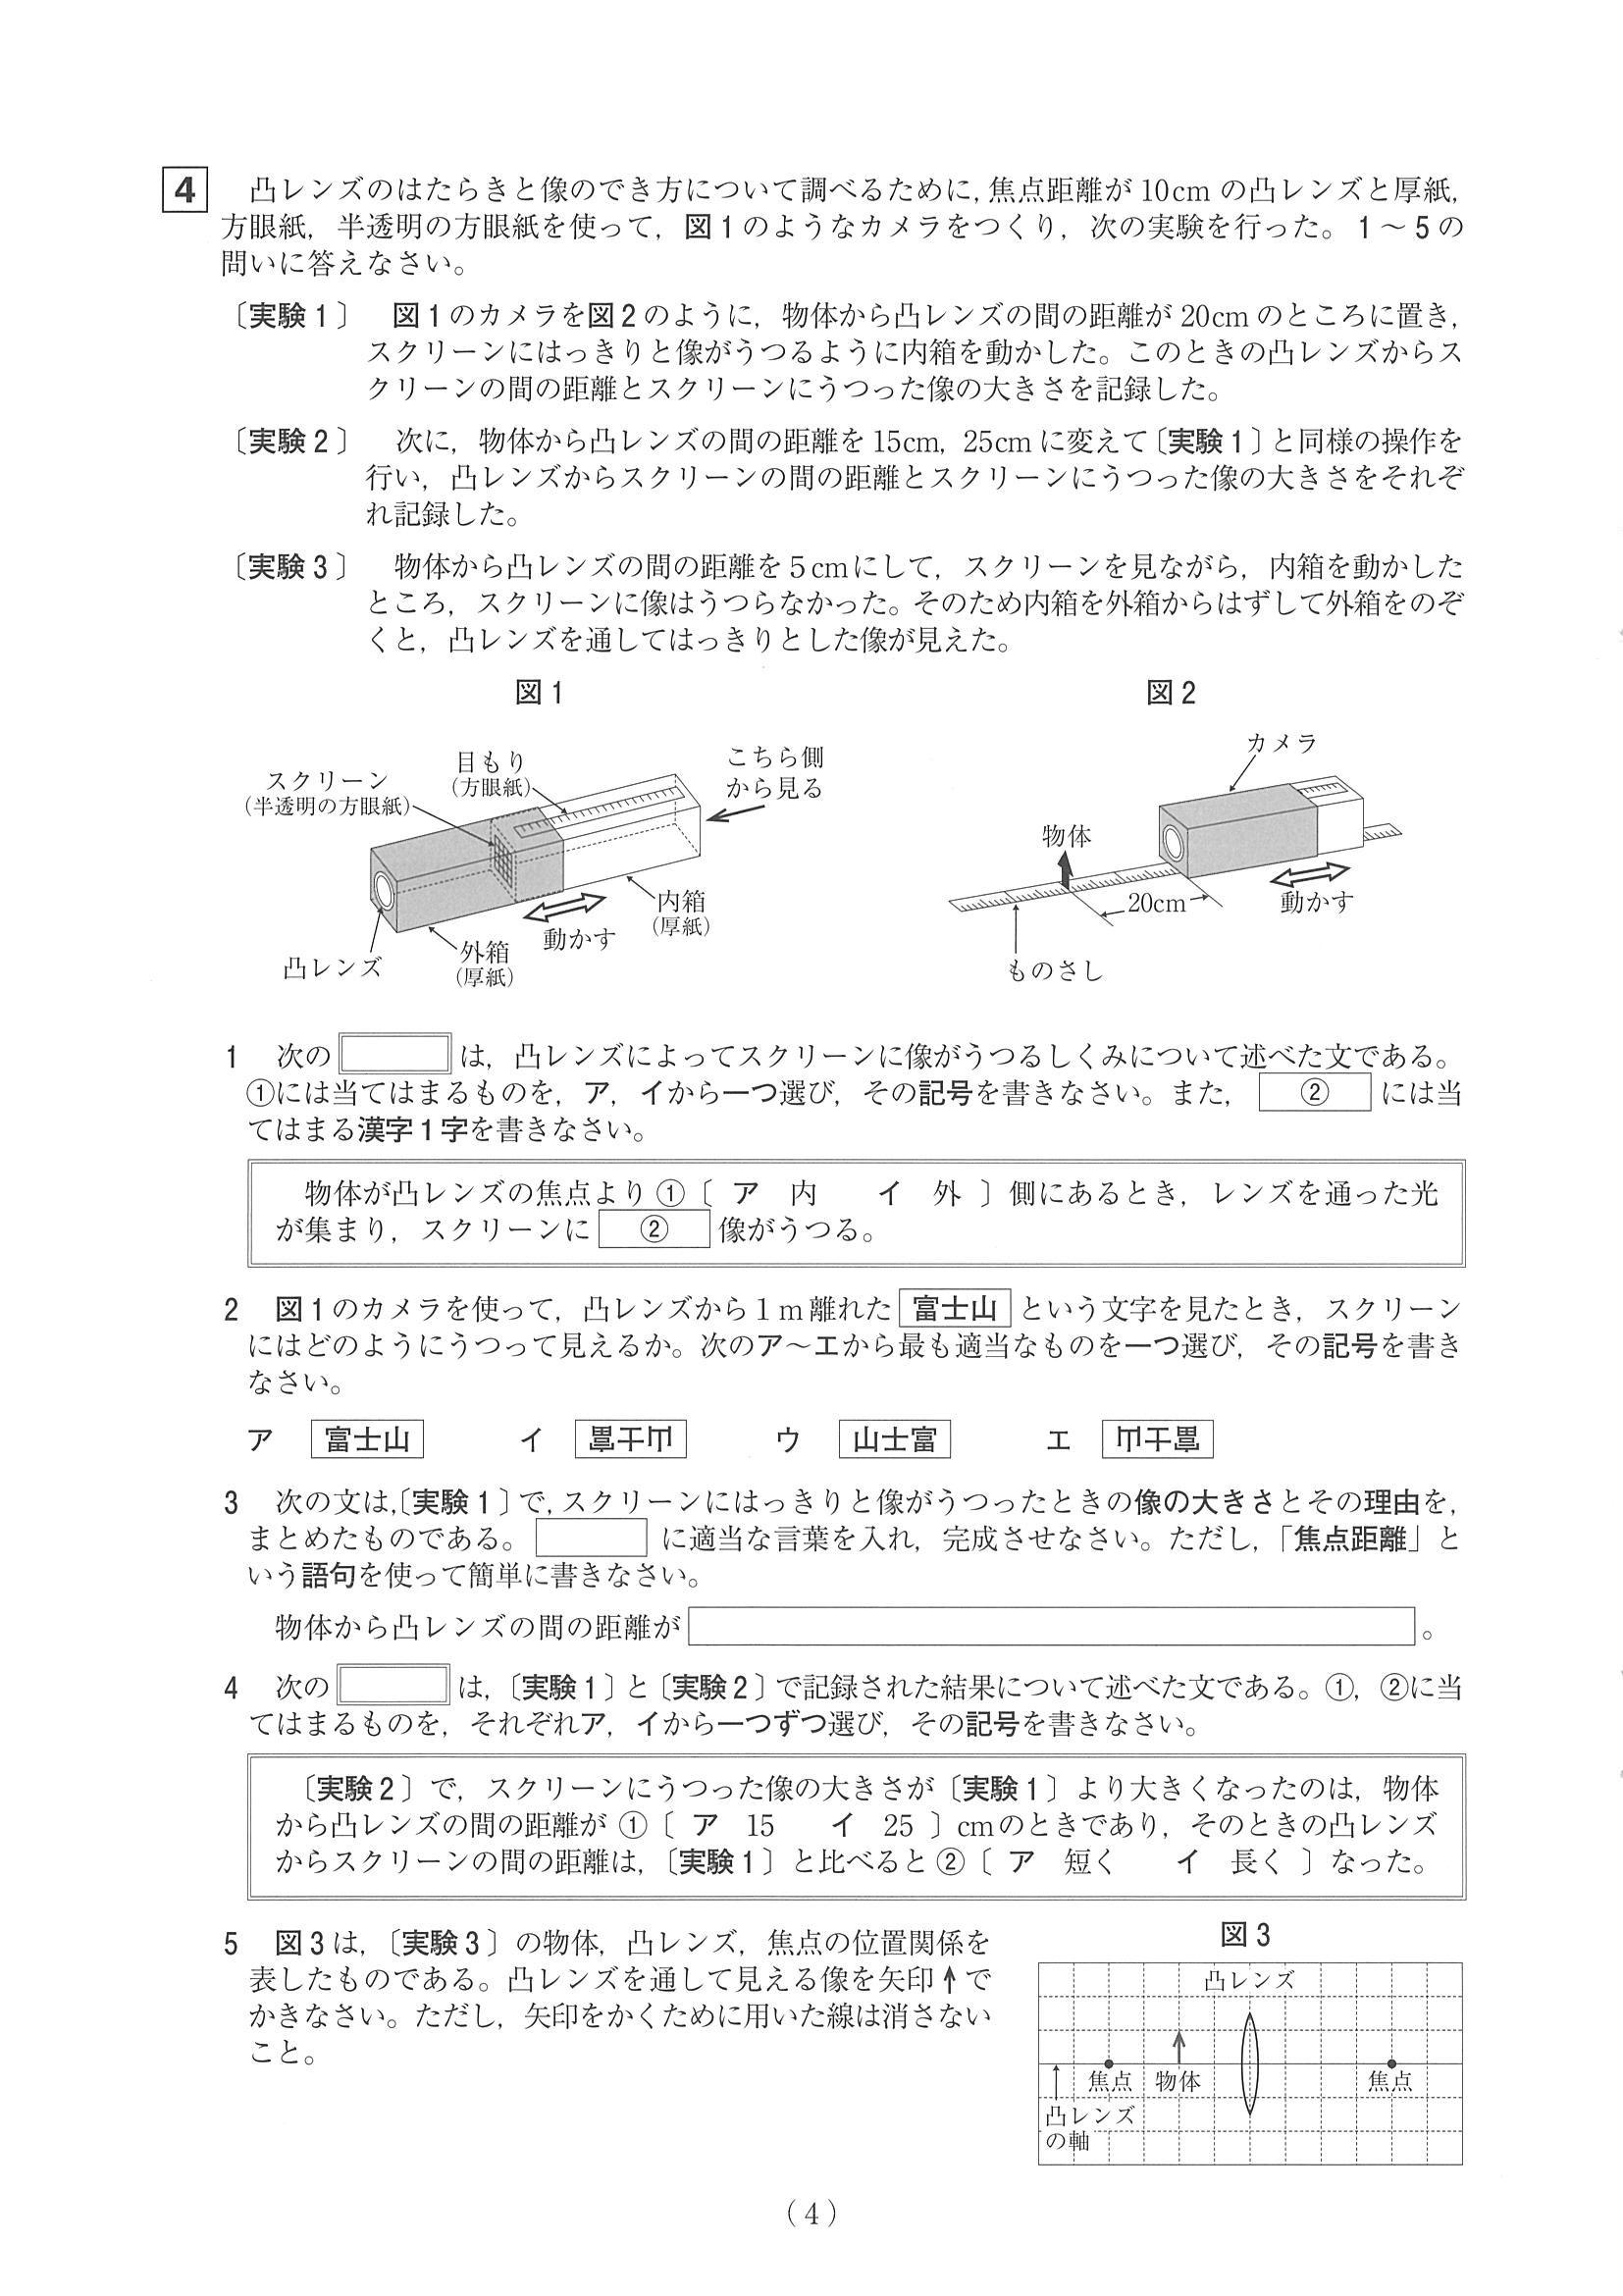 4 凸レンズのはたらきと像のでき方について調べるために，焦点距離が10cmの凸レンズと厚紙，
方眼紙，半透明の方眼紙を使って，図1のようなカメラをつくり，次の実験を行った。1～5の
問いに答えなさい。
〔実験1〕 図1のカメラを図2のように，物体から凸レンズの間の距離が20cmのところに置き，
スクリーンにはっきりと像がうつるように内箱を動かした。このときの凸レンズからス
クリーンの間の距離とスクリーンにうつった像の大きさを記録した。
〔実験2〕 次に，物体から凸レンズの間の距離を15cm，25cmに変えて〔実験1〕と同様の操作を
行い，凸レンズからスクリーンの間の距離とスクリーンにうつった像の大きさをそれぞ
れ記録した。
〔実験3〕 物体から凸レンズの間の距離を5cmにして，スクリーンを見ながら，内箱を動かした
ところ，スクリーンに像はうつらなかった。そのため内箱を外箱からはずして外箱をのぞ
くと，凸レンズを通してはっきりとした像が見えた。
図1
スクリーン
（半透明の方眼紙）
目もり
（方眼紙）
こちら側
から見る
内箱
（厚紙）
動かす
外箱
（厚紙）
凸レンズ
図2
カメラ
物体
20cm
動かす
ものさし
1 次の は，凸レンズによってスクリーンに像がうつるしくみについて述べた文である。
①には当てはまるものを，ア，イから一つ選び，その記号を書きなさい。また， ② には当
てはまる漢字1字を書きなさい。
物体が凸レンズの焦点より①〔 ア 内 イ 外 〕側にあるとき，レンズを通った光
が集まり，スクリーンに ② 像がうつる。
2 図1のカメラを使って，凸レンズから1m離れた 富士山 という文字を見たとき，スクリーン
にはどのようにうつって見えるか。次のア～エから最も適当なものを一つ選び，その記号を書き
なさい。
ア 富士山 イ 富士山 ウ 山士富 エ 山士富
3 次の文は，〔実験1〕で，スクリーンにはっきりと像がうつったときの像の大きさとその理由を，
まとめたものである。 に適当な言葉を入れ，完成させなさい。ただし，「焦点距離」と
いう語句を使って簡単に書きなさい。
物体から凸レンズの間の距離が 。
4 次の は，〔実験1〕と〔実験2〕で記録された結果について述べた文である。①，②に当
てはまるものを，それぞれア，イから一つずつ選び，その記号を書きなさい。
〔実験2〕で，スクリーンにうつった像の大きさが〔実験1〕より大きくなったのは，物体
から凸レンズの間の距離が①〔 ア 15 イ 25 〕cmのときであり，そのときの凸レンズ
からスクリーンの間の距離は，〔実験1〕と比べると②〔 ア 短く イ 長く 〕なった。
5 図3は，〔実験3〕の物体，凸レンズ，焦点の位置関係を
表したものである。凸レンズを通して見える像を矢印↑で
かきなさい。ただし，矢印をかくために用いた線は消さない
こと。
図3
凸レンズ
焦点
物体
焦点
凸レンズ
の軸
（4）